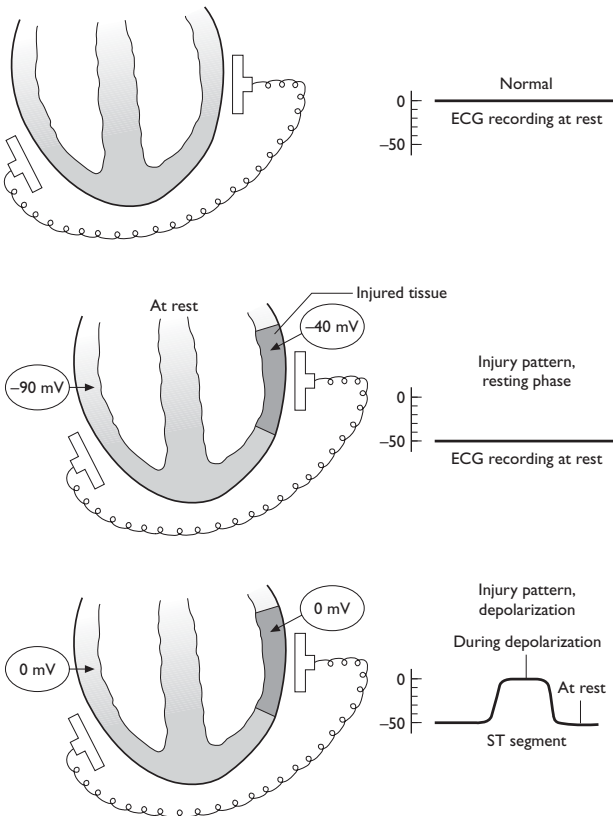 Normal
0
ECG recording at rest
–50
At rest
Injured tissue
–40 mV
–90 mV
Injury pattern,
resting phase
0
–50
ECG recording at rest
0 mV
0 mV
Injury pattern,
depolarization
During depolarization
0
At rest
–50
ST segment